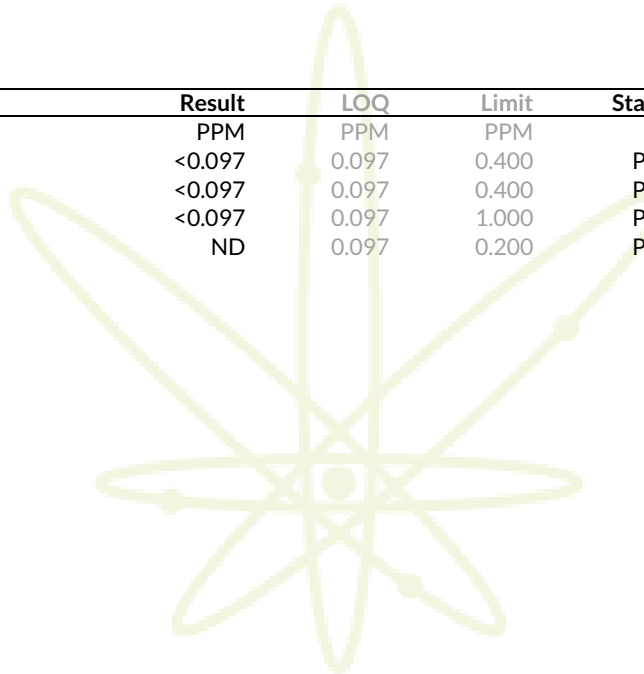 Result LOQ Limit Sta
PPM PPM PPM
<0.097 0.097 0.400 P
<0.097 0.097 0.400 P
<0.097 0.097 1.000 P
ND 0.097 0.200 P